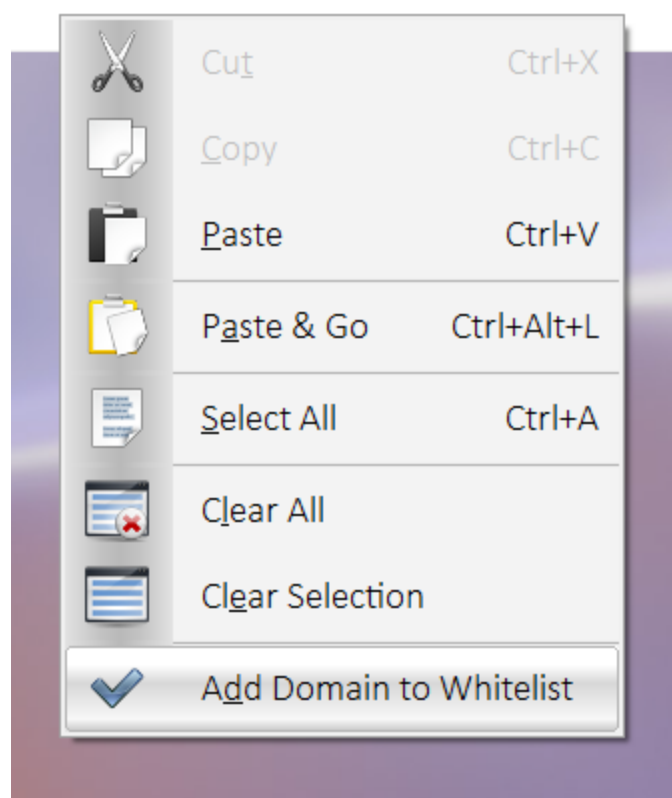 Cut Ctrl+X
Copy Ctrl+C
Paste Ctrl+V
Paste & Go Ctrl+Alt+L
Select All Ctrl+A
Clear All
Clear Selection
Add Domain to Whitelist